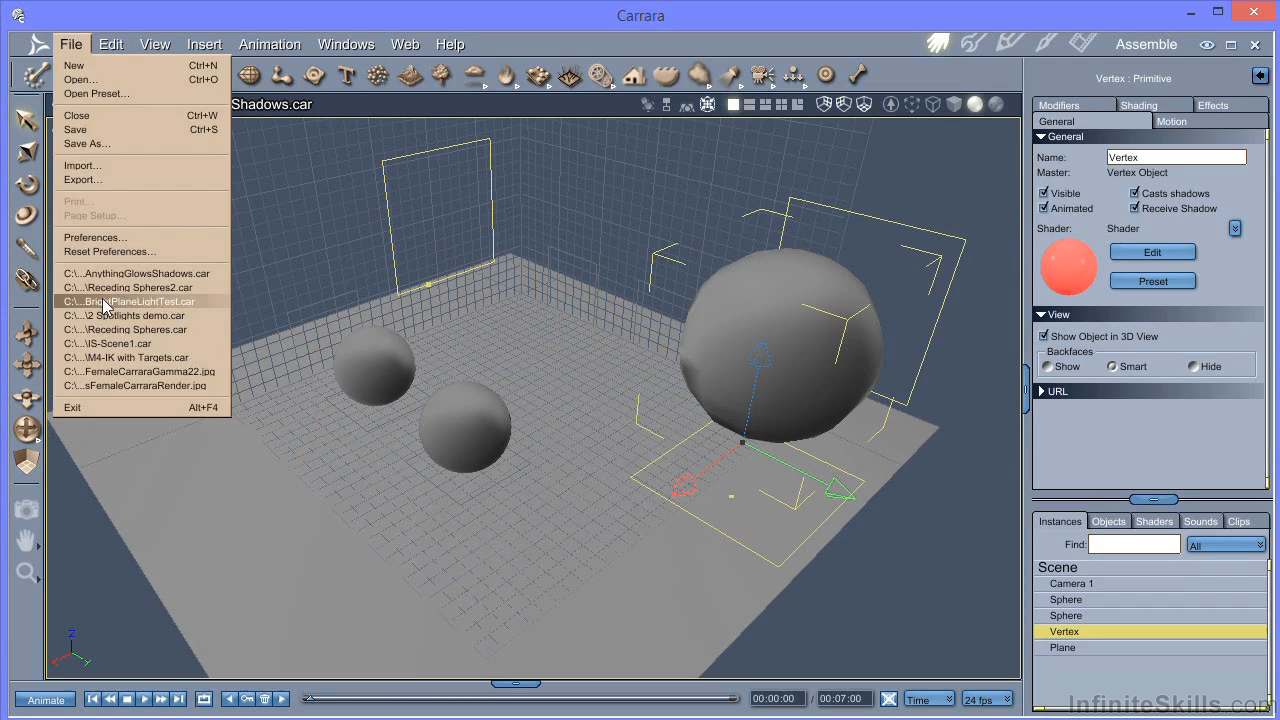 Carrara
File Edit View Insert Animation Windows Web Help
Assemble
New Ctrl+N
Open... Ctrl+O
Open Preset...
Close Ctrl+W
Save Ctrl+S
Save As...
Import...
Export...
Print...
Page Setup...
Preferences...
Reset Preferences...
C:\...AnythingGlowsShadows.car
C:\...\Receding Spheres2.car
C:\...BrightPlaneLightTest.car
C:\...\2 Spotlights demo.car
C:\...\Receding Spheres.car
C:\...\IS-Scene1.car
C:\...\M4-IK with Targets.car
C:\...FemaleCarraraGamma22.jpg
C:\...sFemaleCarraraRender.jpg
Exit Alt+F4
Shadows.car
Z
Vertex : Primitive
Modifiers Shading Effects
General Motion
General
Name: Vertex
Master: Vertex Object
Visible Casts shadows
Animated Receive Shadow
Shader: Shader
Edit
Preset
View
Show Object in 3D View
Backfaces
Show Smart Hide
URL
Instances Objects Shaders Sounds Clips
Find: All
Scene
Camera 1
Sphere
Sphere
Vertex
Plane
Animate 00:00:00 / 00:07:00 Time 24 fps
InfiniteSkills.com